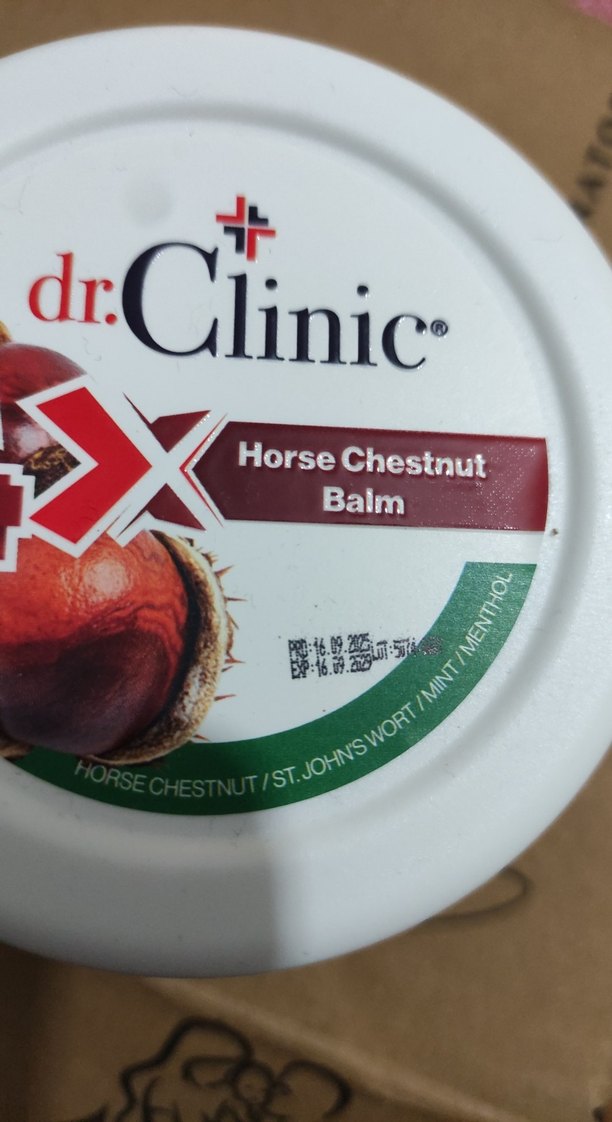 dr.Clinic®
4X
Horse Chestnut
Balm
PRD:16.09.2025
EXP:16.09.2029
HORSE CHESTNUT / ST. JOHN'S WORT / MINT / MENTHOL